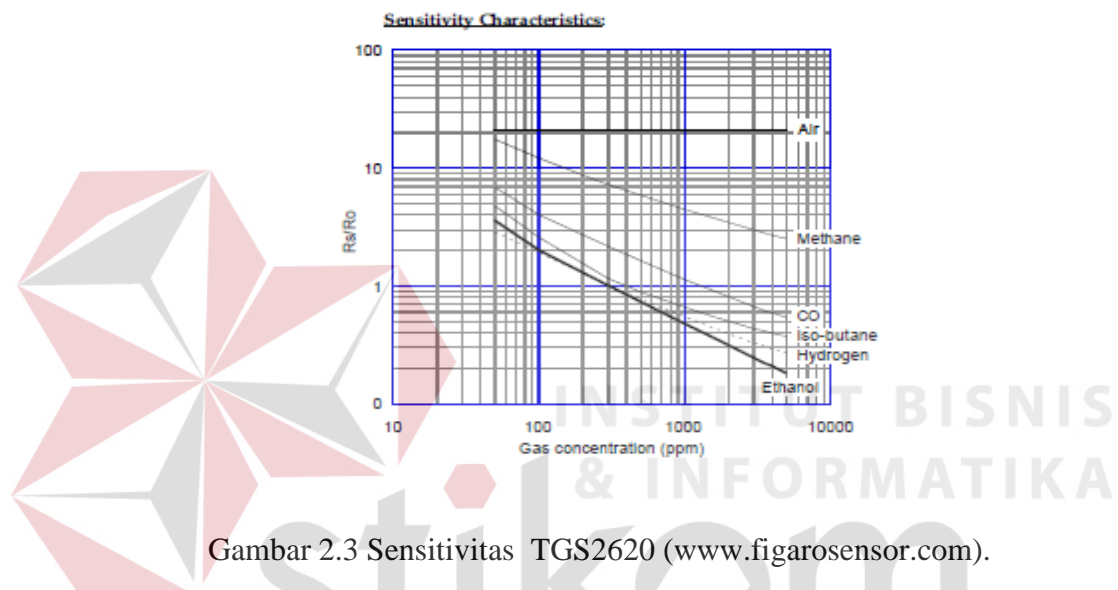 Sensitivity Characteristics:
100
10
1
0
Rs/Ro
Air
Methane
CO
Iso-butane
Hydrogen
Ethanol
10 100 1000 10000
Gas concentration (ppm)
INSTITUT BISNIS
& INFORMATIKA
stikom
Gambar 2.3 Sensitivitas TGS2620 (www.figarosensor.com).